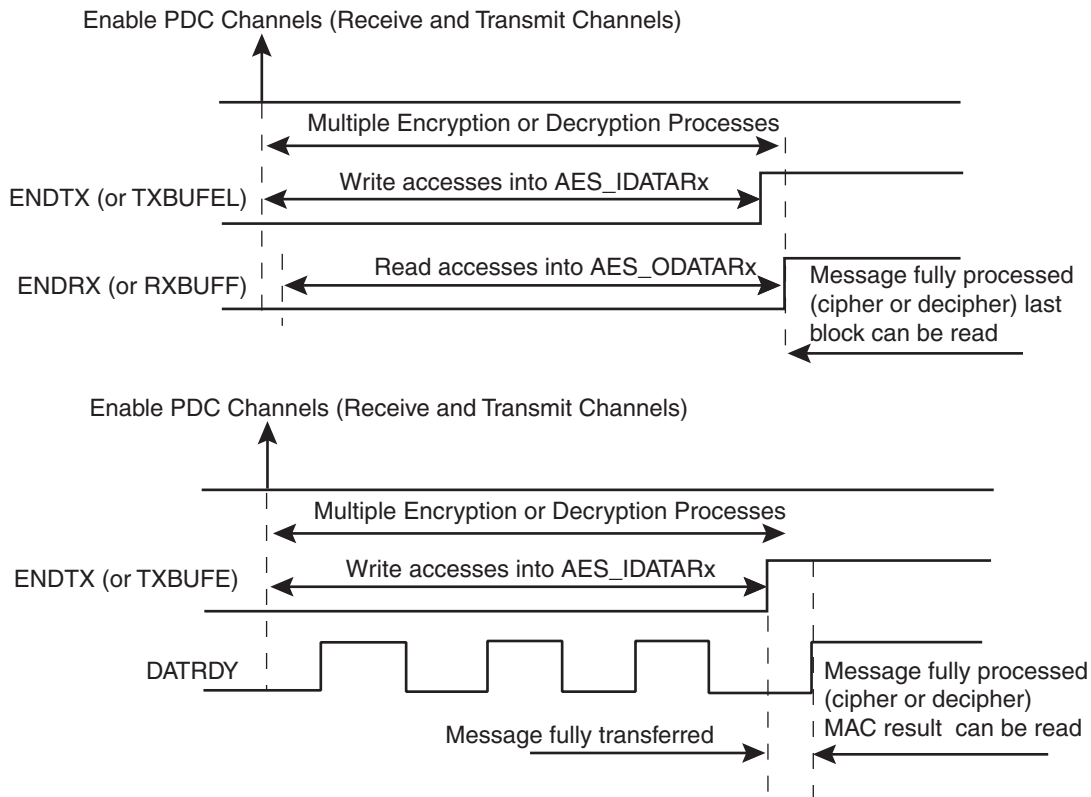 Enable PDC Channels (Receive and Transmit Channels)
Multiple Encryption or Decryption Processes
Write accesses into AES_IDATARx
ENDTX (or TXBUFEL)
Read accesses into AES_ODATARx
ENDRX (or RXBUFF)
Message fully processed
(cipher or decipher) last
block can be read
Enable PDC Channels (Receive and Transmit Channels)
Multiple Encryption or Decryption Processes
Write accesses into AES_IDATARx
ENDTX (or TXBUFE)
DATRDY
Message fully processed
(cipher or decipher)
MAC result can be read
Message fully transferred